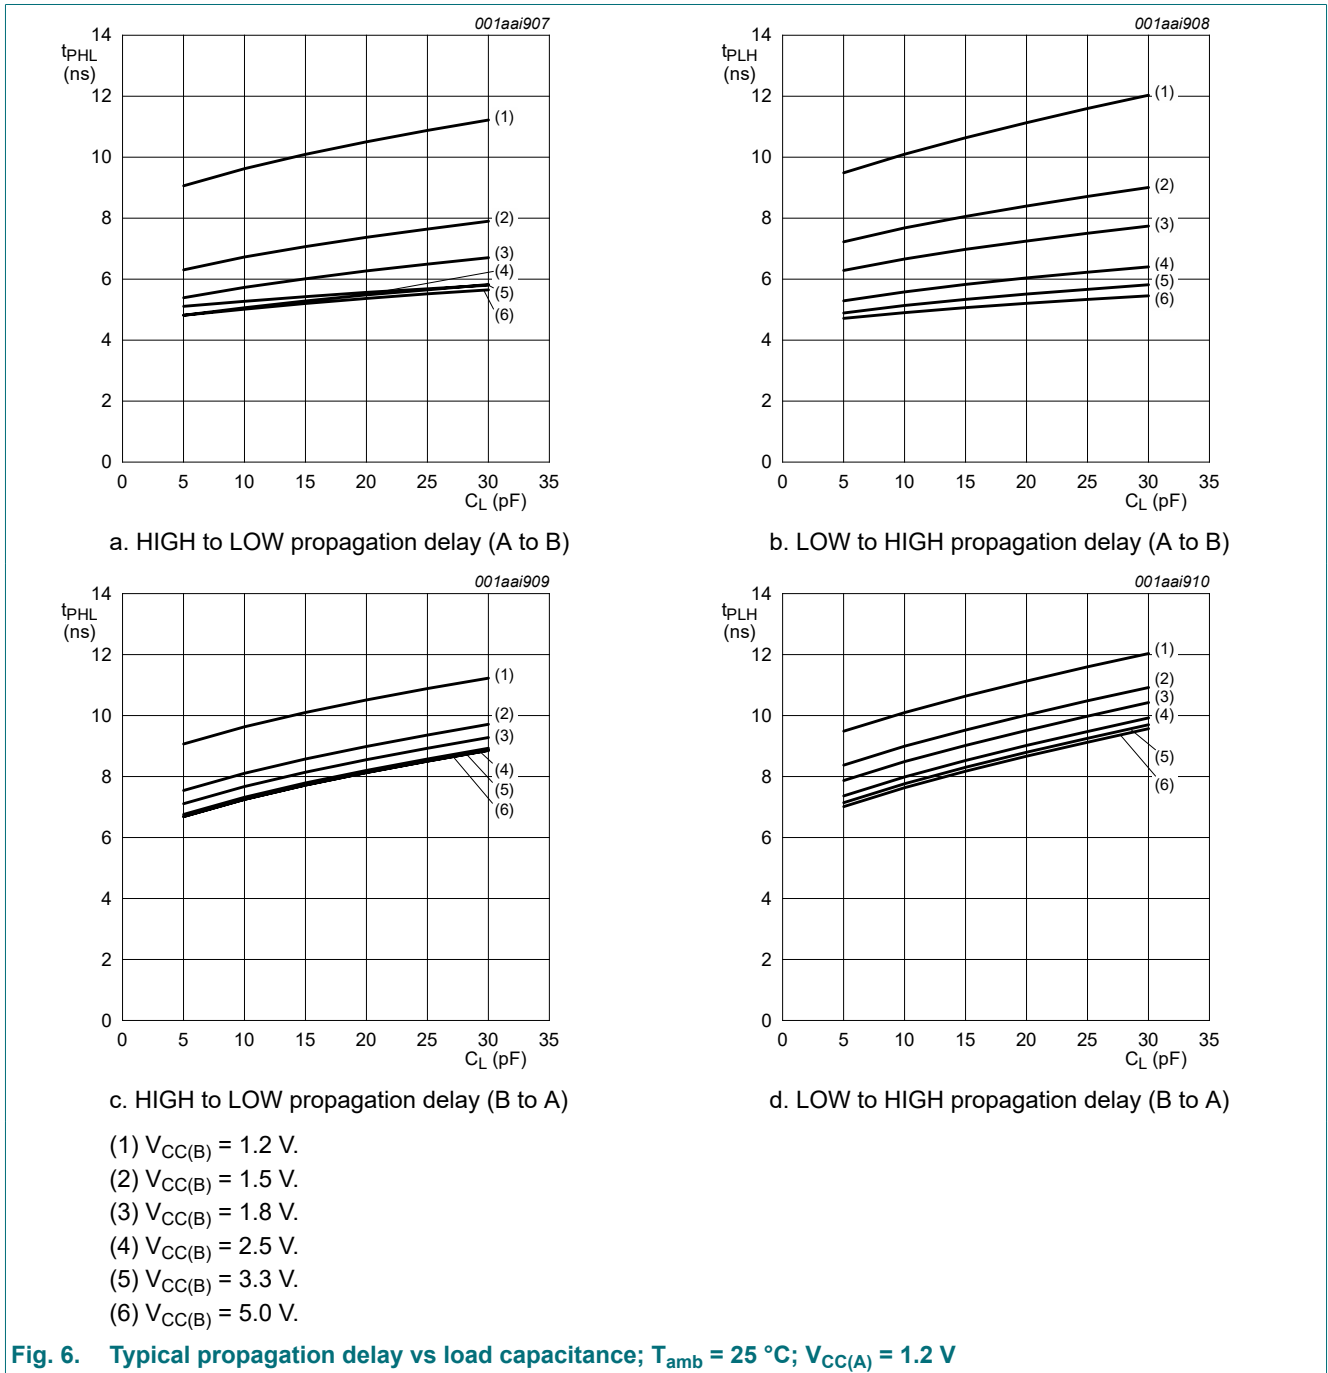 001aai907
14
tPHL
(ns)
12
10
8
6
4
2
0
(1)
(2)
(3)
(4)
(5)
(6)
0 5 10 15 20 25 30 35
CL (pF)
a. HIGH to LOW propagation delay (A to B)
001aai908
14
tPLH
(ns)
12
10
8
6
4
2
0
(1)
(2)
(3)
(4)
(5)
(6)
0 5 10 15 20 25 30 35
CL (pF)
b. LOW to HIGH propagation delay (A to B)
001aai909
14
tPHL
(ns)
12
10
8
6
4
2
0
(1)
(2)
(3)
(4)
(5)
(6)
0 5 10 15 20 25 30 35
CL (pF)
c. HIGH to LOW propagation delay (B to A)
001aai910
14
tPLH
(ns)
12
10
8
6
4
2
0
(1)
(2)
(3)
(4)
(5)
(6)
0 5 10 15 20 25 30 35
CL (pF)
d. LOW to HIGH propagation delay (B to A)
(1) VCC(B) = 1.2 V.
(2) VCC(B) = 1.5 V.
(3) VCC(B) = 1.8 V.
(4) VCC(B) = 2.5 V.
(5) VCC(B) = 3.3 V.
(6) VCC(B) = 5.0 V.
Fig. 6. Typical propagation delay vs load capacitance; Tamb = 25 °C; VCC(A) = 1.2 V